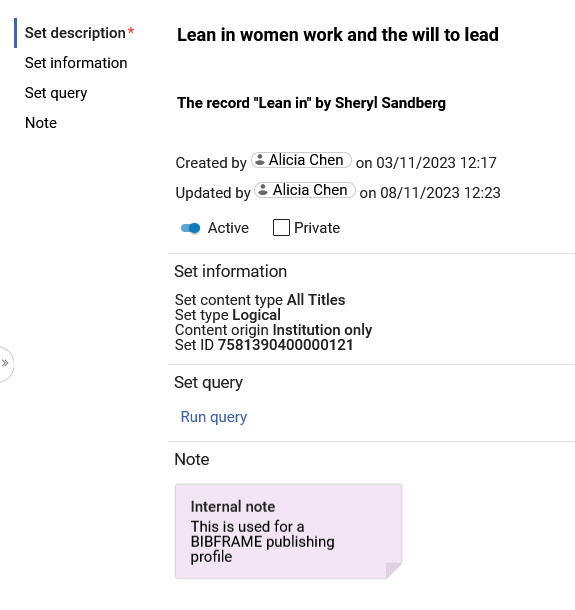 Set description*
Set information
Set query
Note
Lean in women work and the will to lead
The record "Lean in" by Sheryl Sandberg
Created by Alicia Chen on 03/11/2023 12:17
Updated by Alicia Chen on 08/11/2023 12:23
Active Private
Set information
Set content type All Titles
Set type Logical
Content origin Institution only
Set ID 7581390400000121
Set query
Run query
Note
Internal note
This is used for a
BIBFRAME publishing
profile